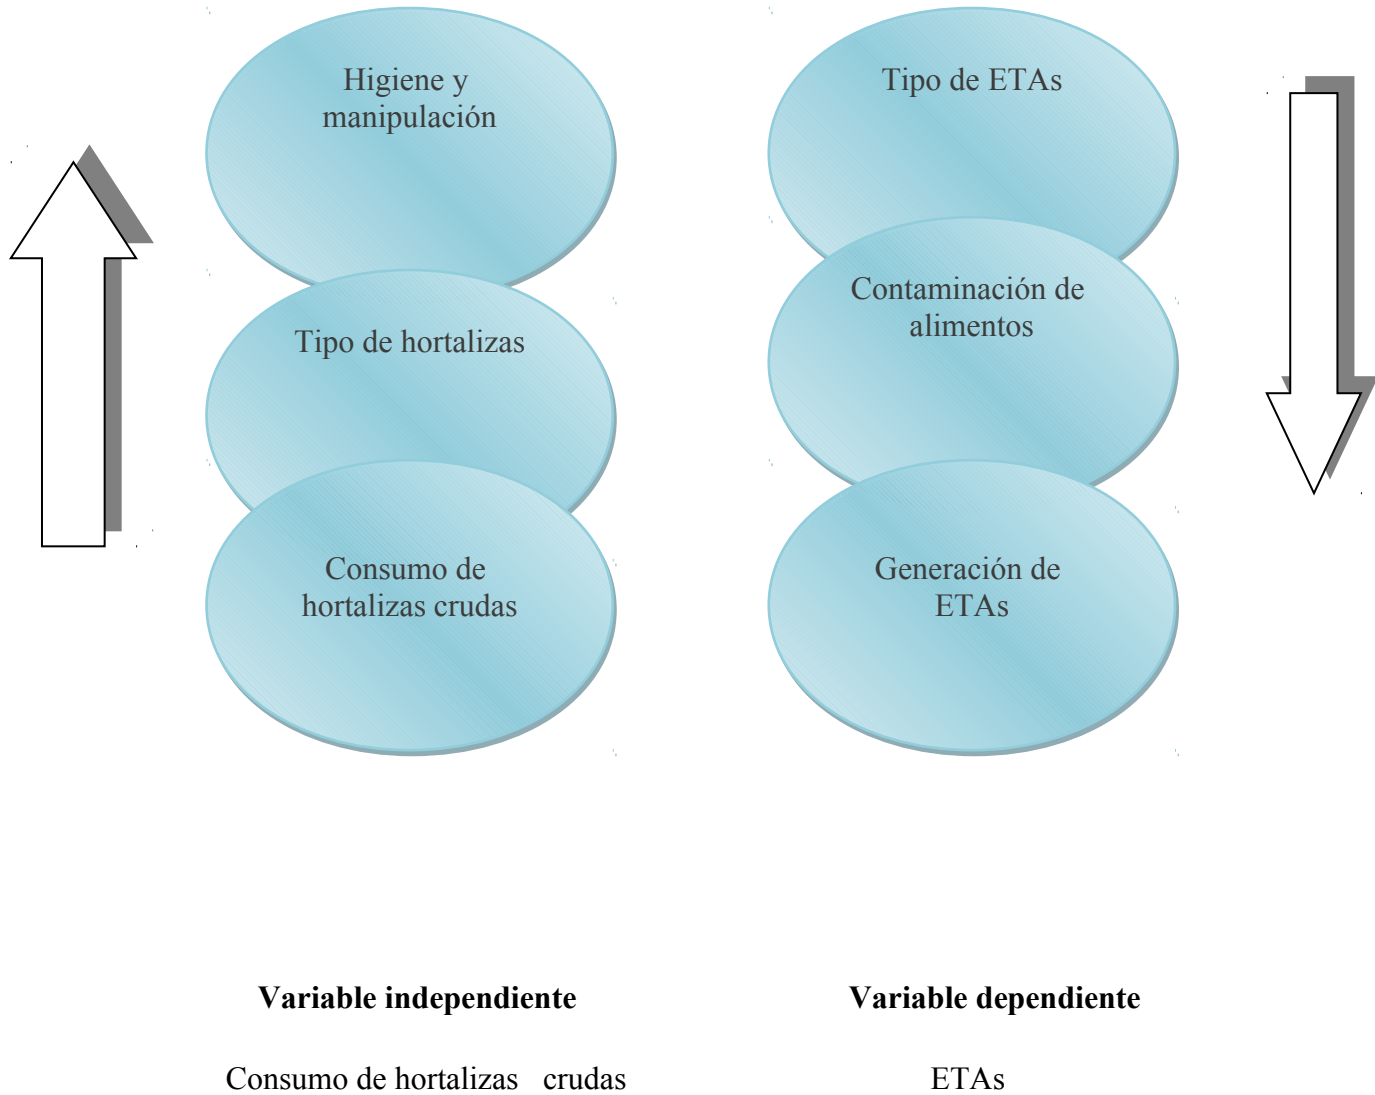 Higiene y
manipulación
Tipo de hortalizas
Consumo de
hortalizas crudas
Tipo de ETAs
Contaminación de
alimentos
Generación de
ETAs
Variable independiente
Variable dependiente
Consumo de hortalizas crudas
ETAs